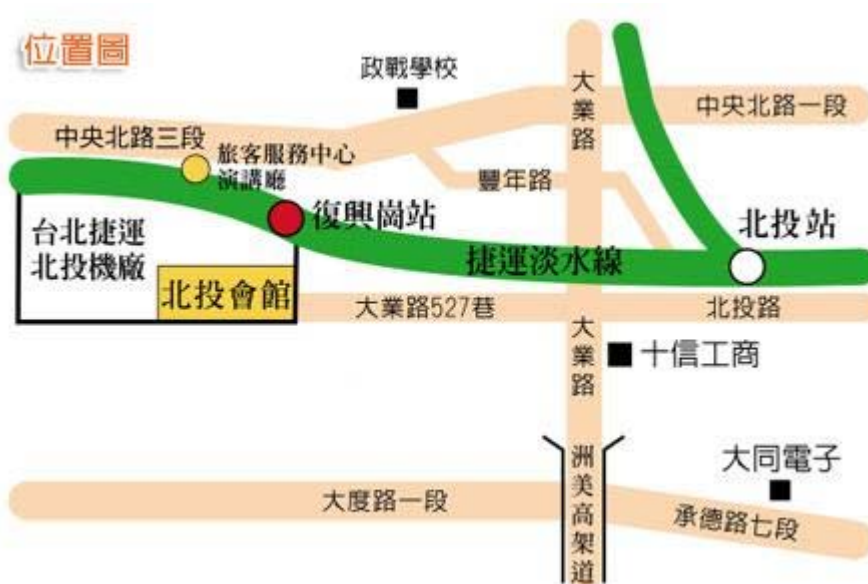 位置圖
政戰學校
大業路
中央北路一段
中央北路三段
旅客服務中心
演講廳
豐年路
復興崗站
北投站
台北捷運
北投機廠
捷運淡水線
北投會館
大業路527巷
北投路
大業路
十信工商
洲美高架道
大同電子
大度路一段
承德路七段